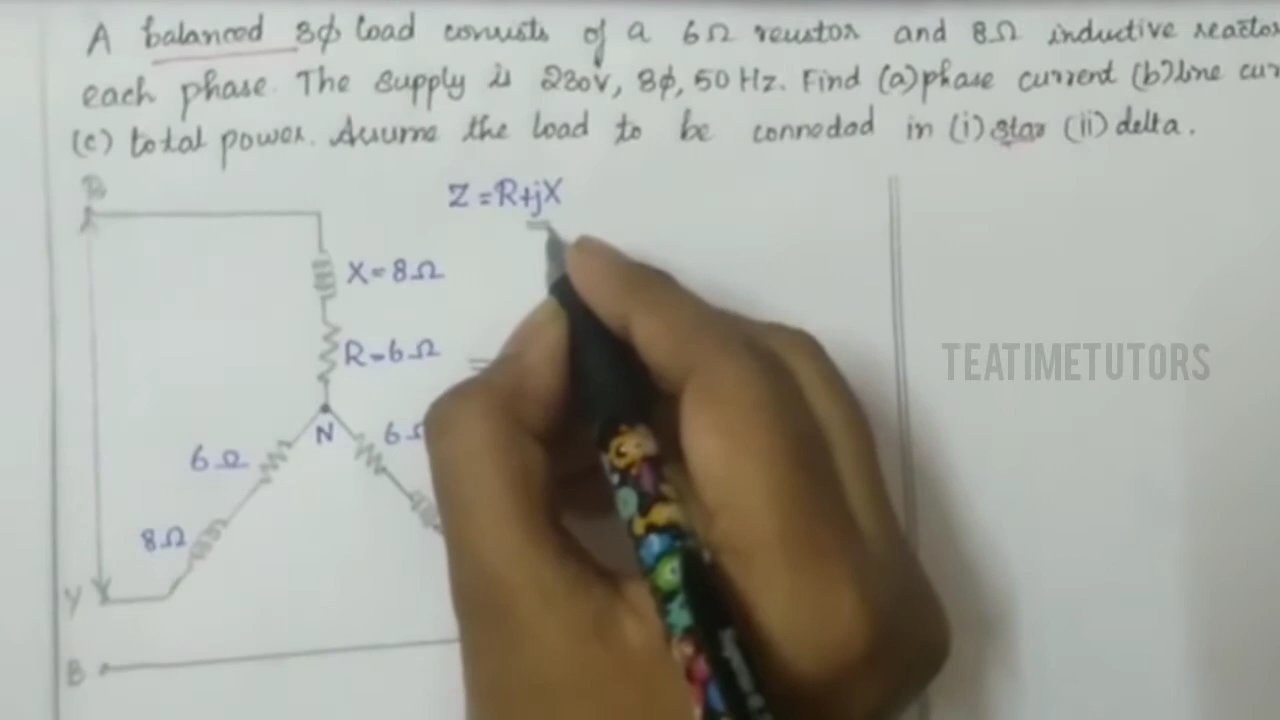 A balanced 3ϕ load consists of a 6Ω resistor and 8Ω inductive reactor
each phase. The supply is 230V, 3ϕ, 50 Hz. Find (a) phase current (b) line cur
(c) total power. Assume the load to be connected in (i) star (ii) delta.
R
Z = R+jX
X=8Ω
R=6Ω
TEATIMETUTORS
N
6Ω
6Ω
8Ω
Y
B